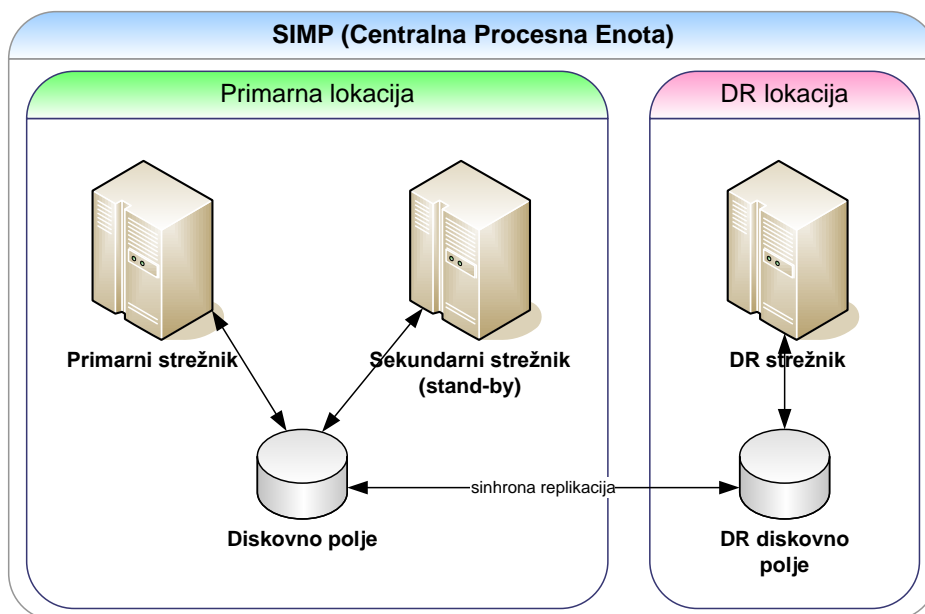 SIMP (Centralna Procesna Enota)
Primarna lokacija
DR lokacija
Primarni strežnik
Sekundarni strežnik
(stand-by)
DR strežnik
sinhrona replikacija
Diskovno polje
DR diskovno
polje